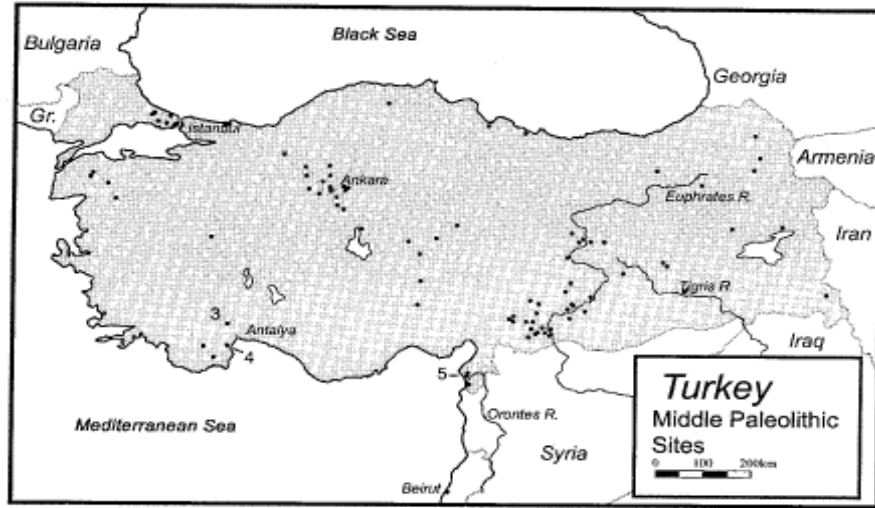 Bulgaria
Black Sea
Georgia
Gr.
Istanbul
Armenia
Ankara
Euphrates R.
Iran
Tigris R.
3
Antalya
4
Iraq
5
Turkey
Middle Paleolithic
Sites
0 100 200km
Orontes R.
Mediterranean Sea
Syria
Beirut